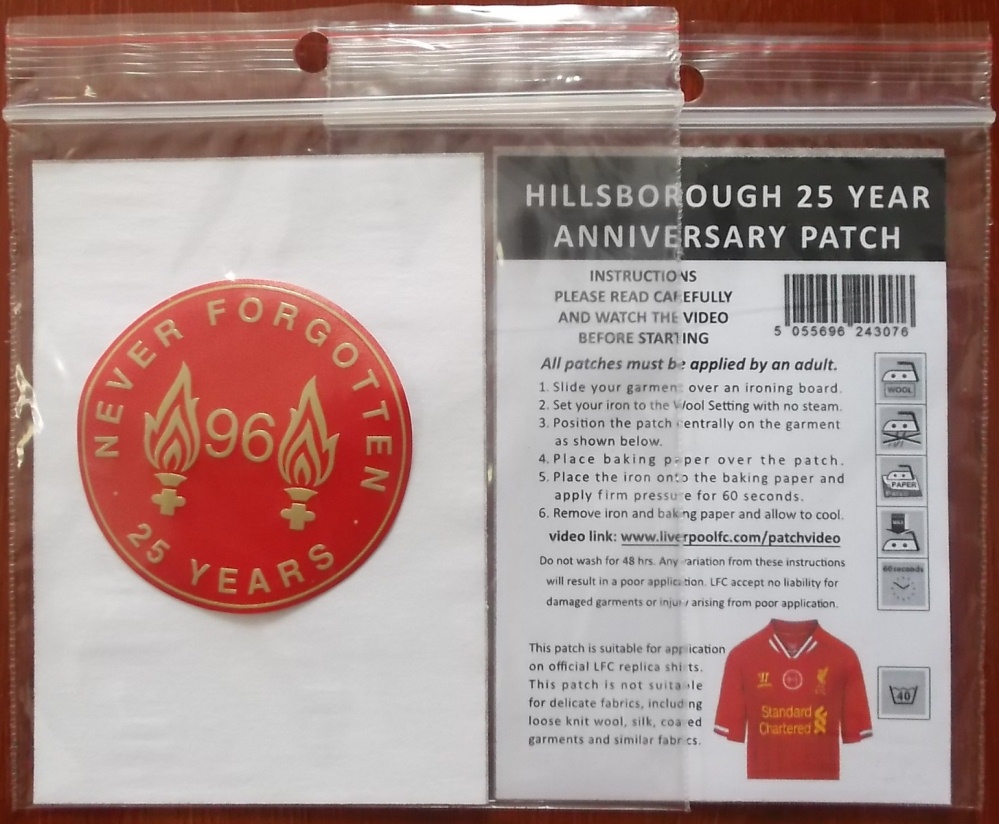 NEVER FORGOTTEN
96
25 YEARS
HILLSBOROUGH 25 YEAR
ANNIVERSARY PATCH
INSTRUCTIONS
PLEASE READ CAREFULLY
AND WATCH THE VIDEO
BEFORE STARTING
5 055696 243076
All patches must be applied by an adult.
1. Slide your garment over an ironing board.
2. Set your iron to the Wool Setting with no steam.
3. Position the patch centrally on the garment
as shown below.
4. Place baking paper over the patch.
5. Place the iron onto the baking paper and
apply firm pressure for 60 seconds.
6. Remove iron and baking paper and allow to cool.
video link: www.liverpoolfc.com/patchvideo
Do not wash for 48 hrs. Any variation from these instructions
will result in a poor application. LFC accept no liability for
damaged garments or injury arising from poor application.
WOOL
PAPER
60seconds
This patch is suitable for application
on official LFC replica shirts.
This patch is not suitable
for delicate fabrics, including
loose knit wool, silk, coated
garments and similar fabrics.
Standard
Chartered
40